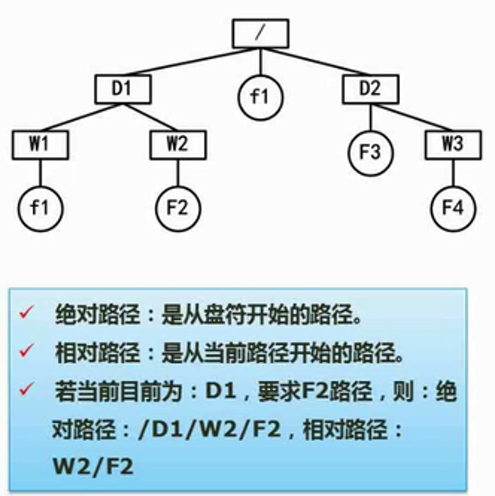 /
D1
f1
D2
W1
W2
F3
W3
f1
F2
F4
✓ 绝对路径：是从盘符开始的路径。
✓ 相对路径：是从当前路径开始的路径。
✓ 若当前目前为：D1，要求F2路径，则：绝
对路径：/D1/W2/F2，相对路径：
W2/F2